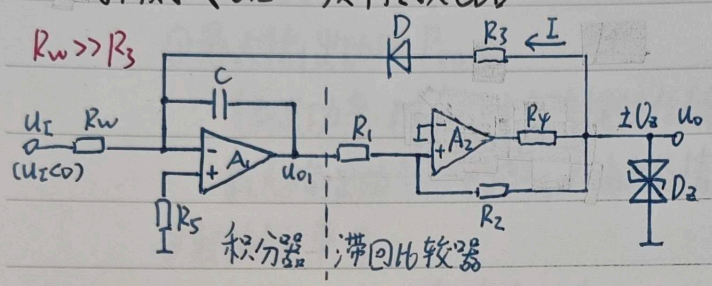 Rw>>R3
D
R3
I
C
uI
Rw
(uI<0)
-
+
A1
uo1
R1
-
+
A2
R4
±Uz
uo
R5
R2
Dz
积分器
滞回比较器